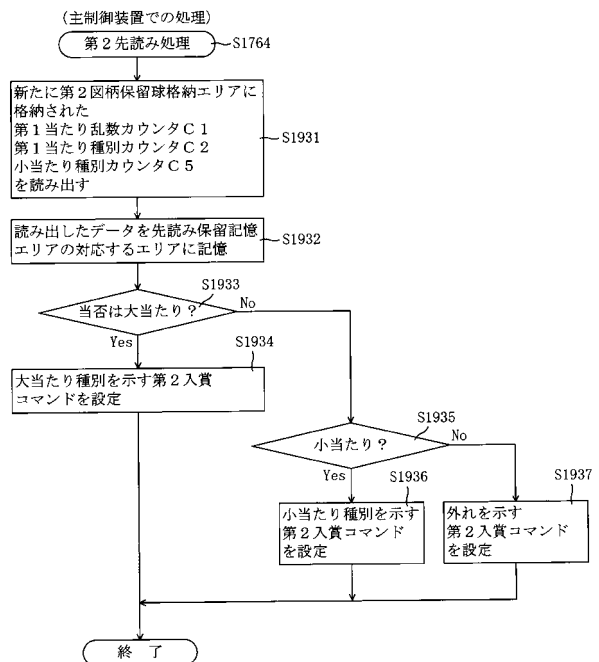 (主制御装置での処理)
第2先読み処理
S1764
新たに第2図柄保留球格納エリアに
格納された
第1当たり乱数カウンタC1
第1当たり種別カウンタC2
小当たり種別カウンタC5
を読み出す
S1931
読み出したデータを先読み保留記憶
エリアの対応するエリアに記憶
S1932
S1933
当否は大当たり?
No
Yes
S1934
大当たり種別を示す第2入賞
コマンドを設定
S1935
小当たり?
No
Yes
S1936
小当たり種別を示す
第2入賞コマンド
を設定
S1937
外れを示す
第2入賞コマンド
を設定
終 了